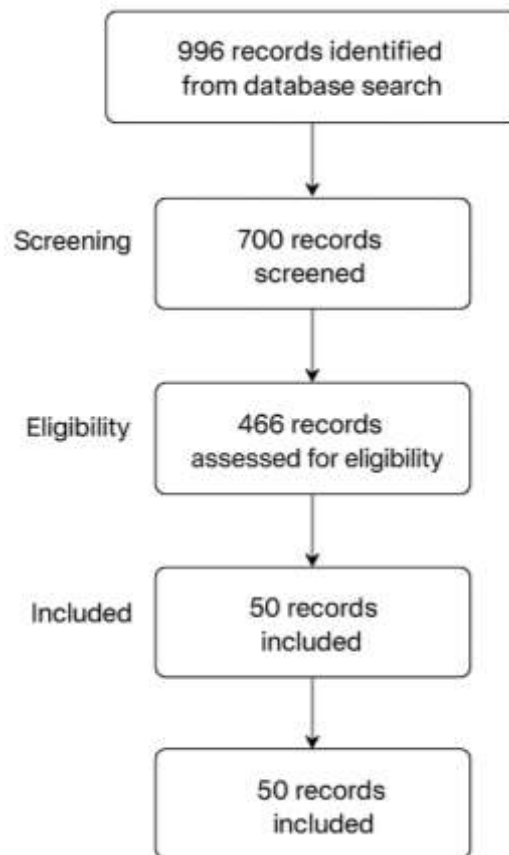 996 records identified
from database search
Screening
700 records
screened
Eligibility
466 records
assessed for eligibility
Included
50 records
included
50 records
included